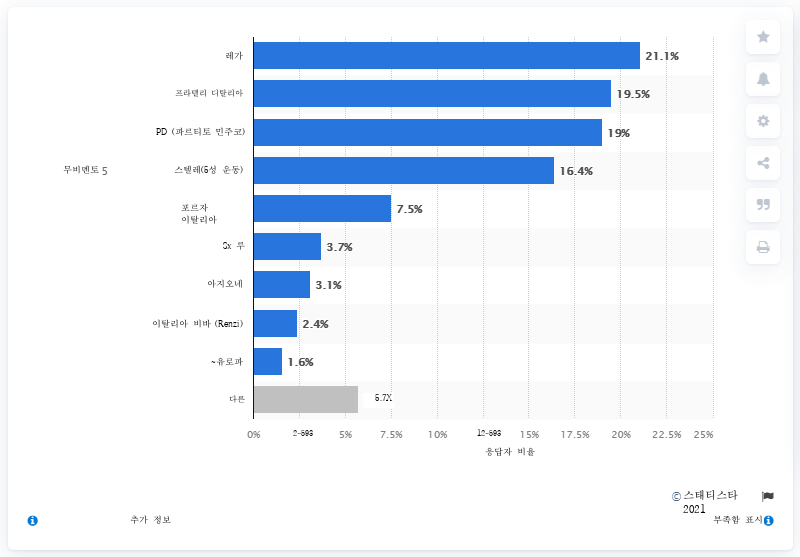 레가 21.1%
프라텔리 디탈리아 19.5%
PD (파르티토 민주코) 19%
무비멘토 5 스텔레(5성 운동) 16.4%
포르자
이탈리아 7.5%
Sx 루 3.7%
아지오네 3.1%
이탈리아 비바 (Renzi) 2.4%
~유로파 1.6%
다른 5.7X
0% 5% 7.5% 10% 15% 17.5% 20% 22.5% 25%
응답자 비율
© 스태티스타
2021
추가 정보 부족함 표시